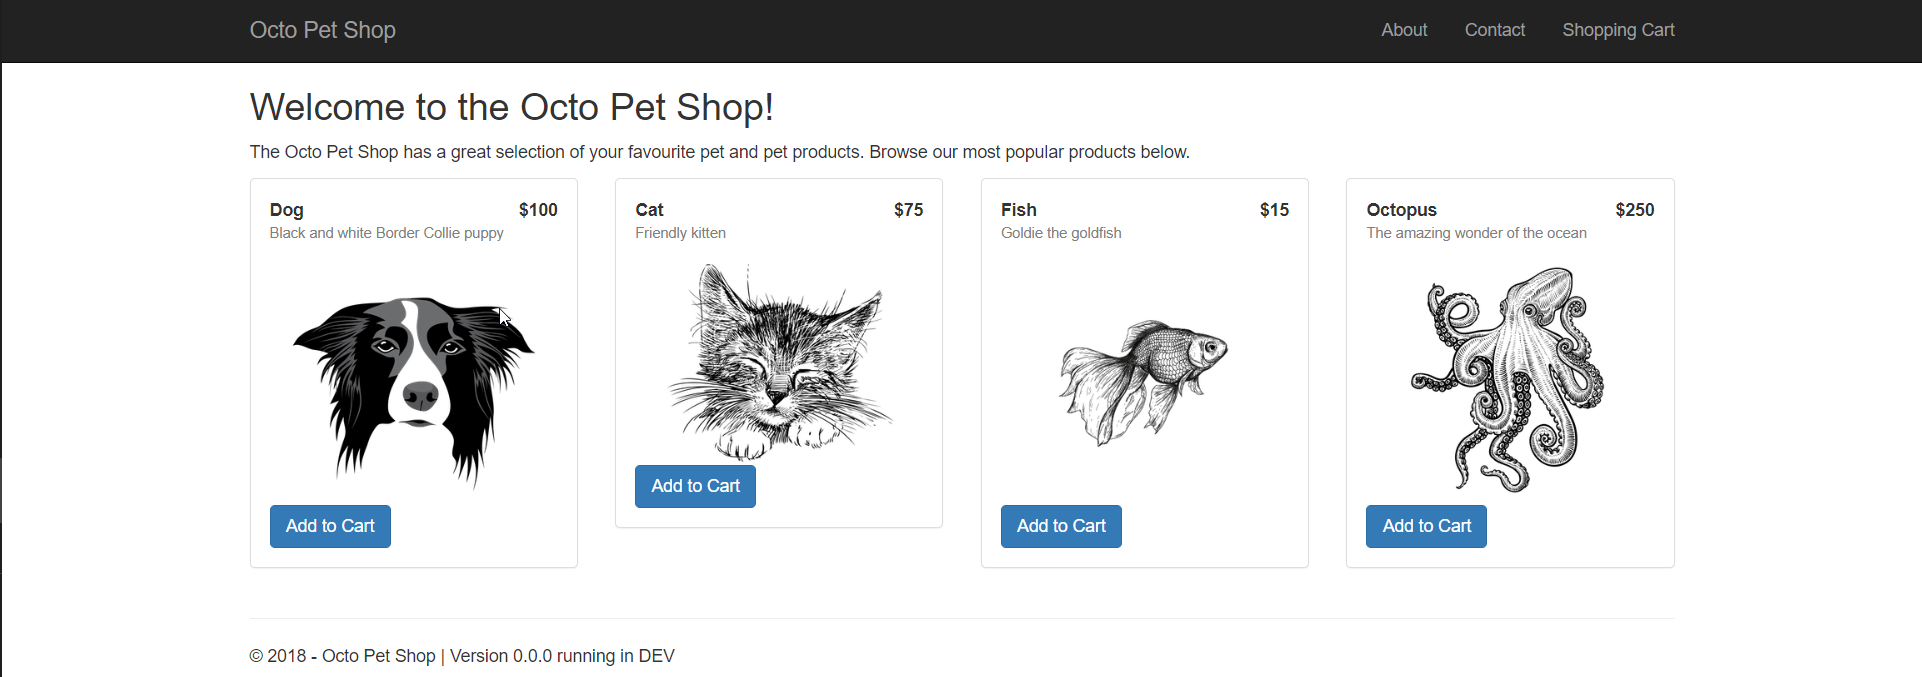 Octo Pet Shop About Contact Shopping Cart
Welcome to the Octo Pet Shop!
The Octo Pet Shop has a great selection of your favourite pet and pet products. Browse our most popular products below.
Dog $100
Black and white Border Collie puppy
Add to Cart
Cat $75
Friendly kitten
Add to Cart
Fish $15
Goldie the goldfish
Add to Cart
Octopus $250
The amazing wonder of the ocean
Add to Cart
© 2018 - Octo Pet Shop | Version 0.0.0 running in DEV